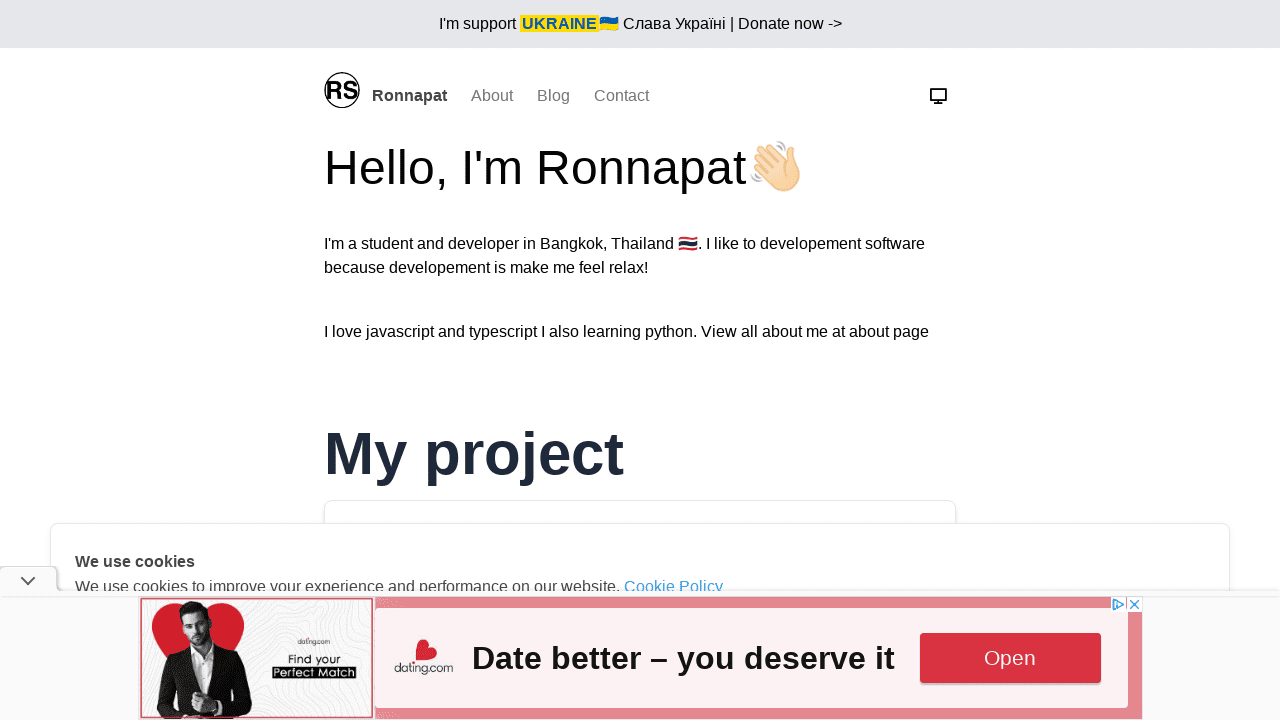 I'm support UKRAINE🇺🇦 Слава Україні | Donate now ->
RS Ronnapat About Blog Contact
Hello, I'm Ronnapat👋🏻
I'm a student and developer in Bangkok, Thailand 🇹🇭. I like to developement software
because developement is make me feel relax!
I love javascript and typescript I also learning python. View all about me at about page
My project
We use cookies
We use cookies to improve your experience and performance on our website. Cookie Policy
dating.com
Find your
Perfect Match
dating.com
Date better – you deserve it
Open